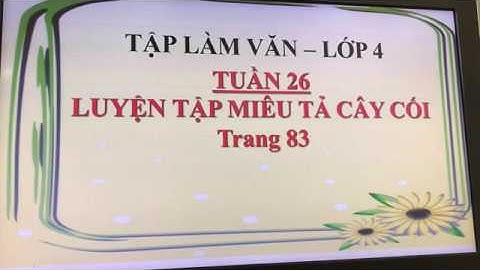 TẬP LÀM VĂN – LỚP 4
TUẦN 26
LUYỆN TẬP MIÊU TẢ CÂY CỐI
Trang 83